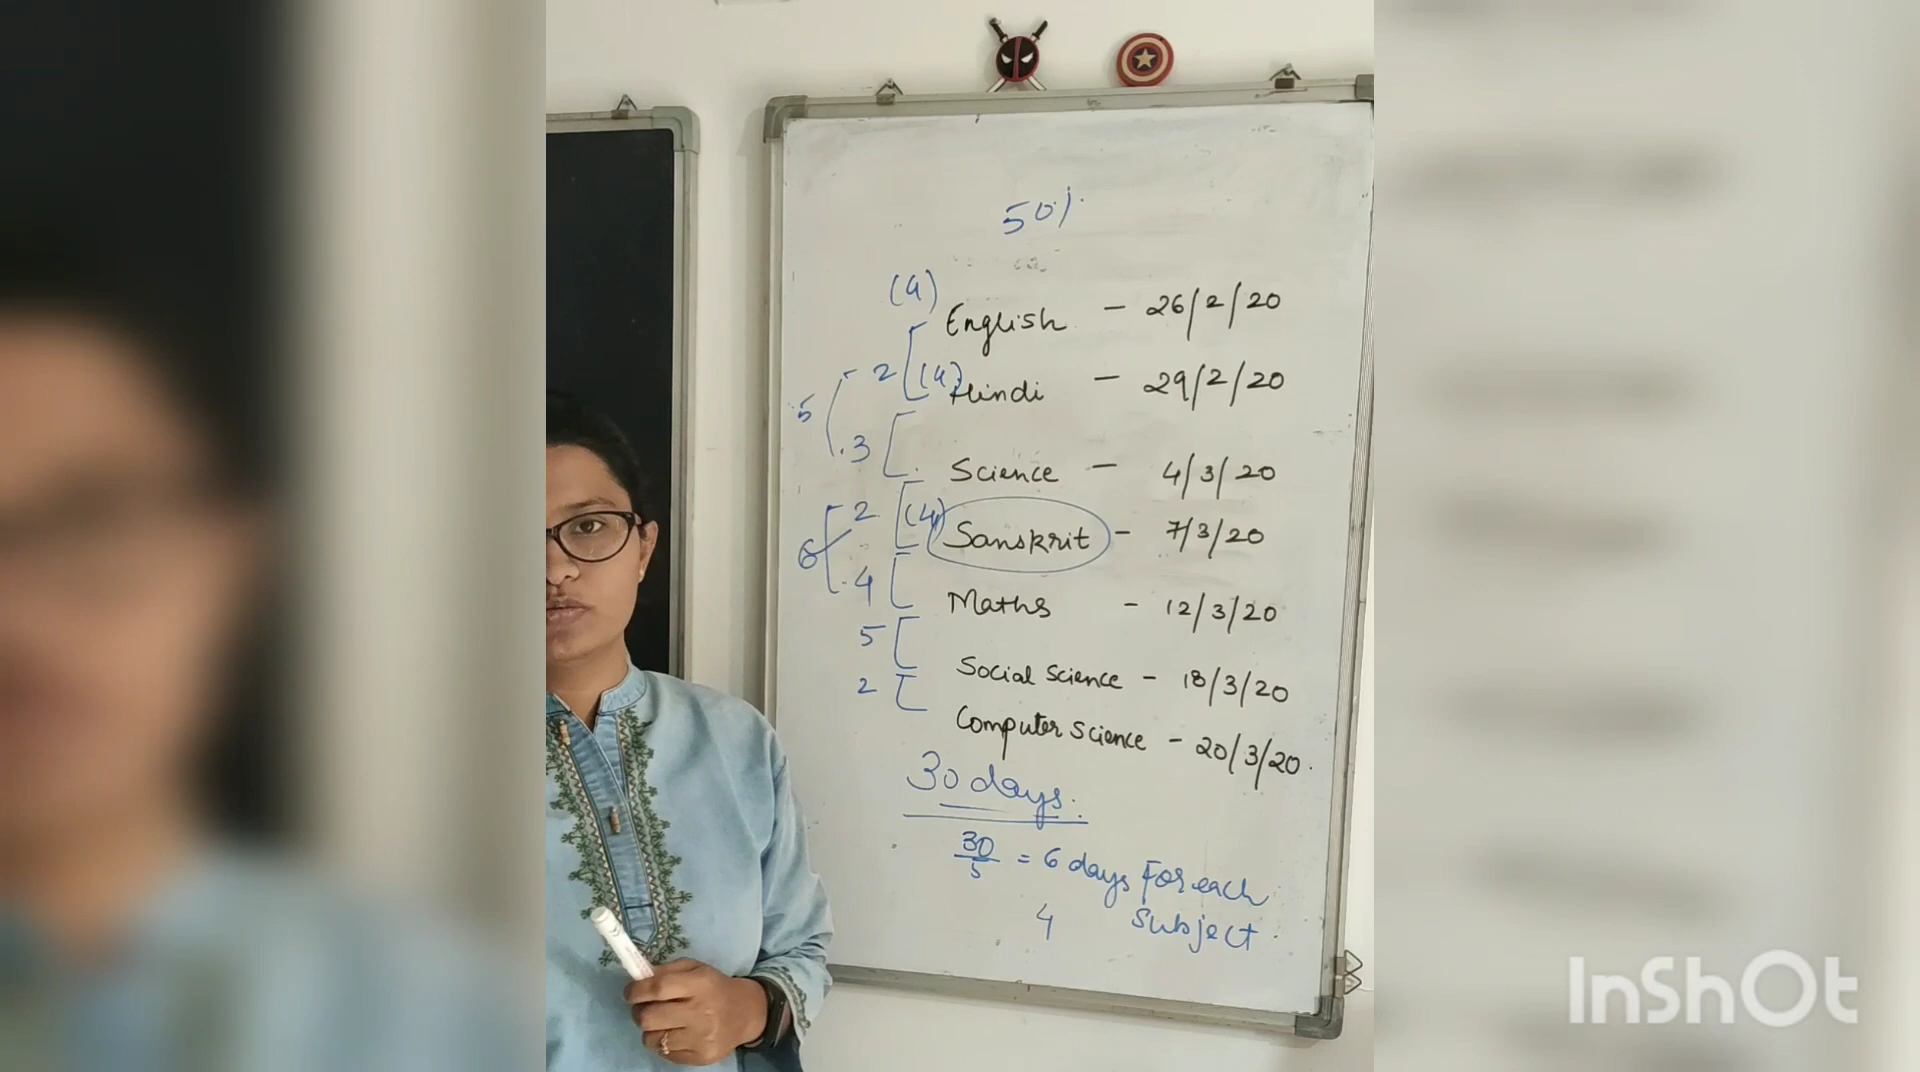 50%
(4)
English - 26/2/20
5 2 (4) Hindi - 29/2/20
3
Science - 4/3/20
6 2 (4) Sanskrit - 7/3/20
4 Maths - 12/3/20
5
Social Science - 18/3/20
2
Computer Science - 20/3/20.
30 days.
30/5 = 6 days For each
4 Subject
InShOt